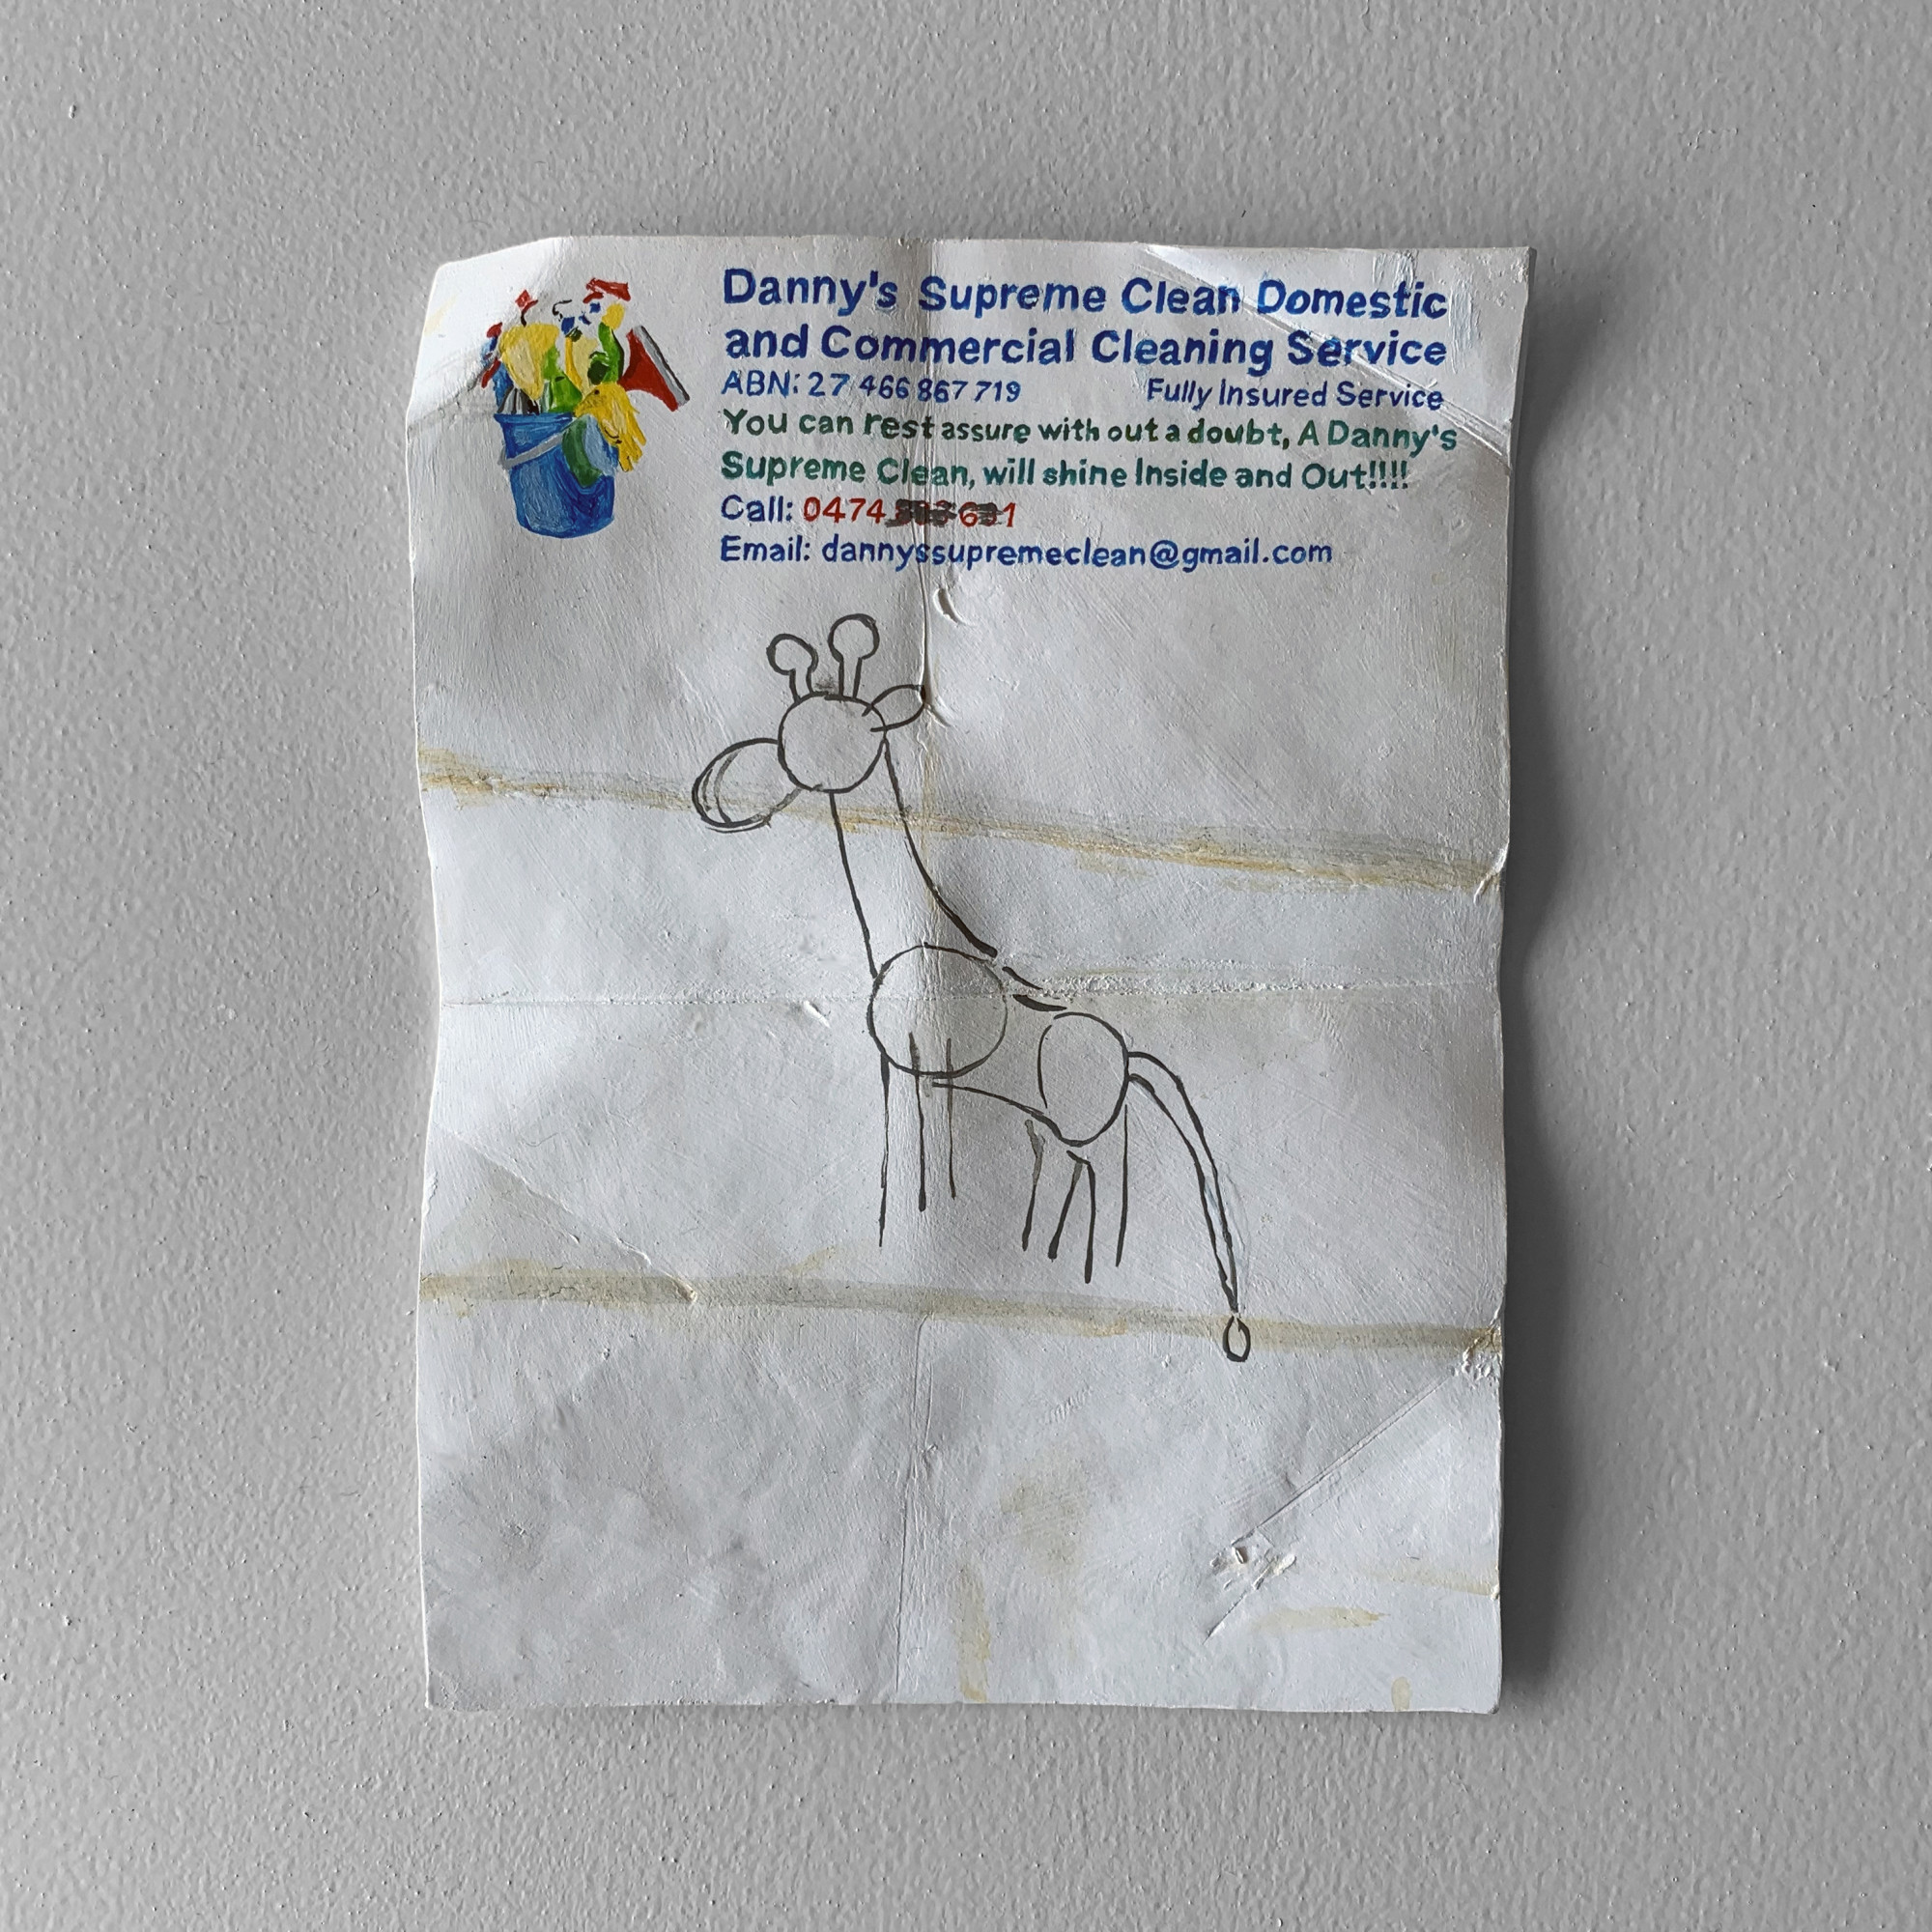 Danny's Supreme Clean Domestic
and Commercial Cleaning Service
ABN: 27 466 867 719 Fully Insured Service
You can rest assure with out a doubt, A Danny's
Supreme Clean, will shine Inside and Out!!!!
Call: 0474
Email: dannyssupremeclean@gmail.com